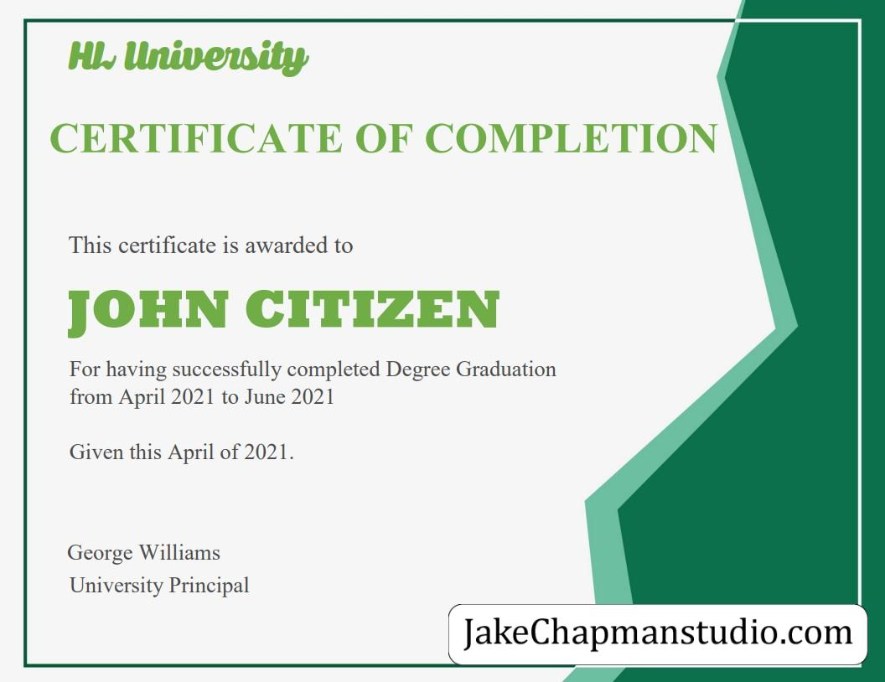 HL University
CERTIFICATE OF COMPLETION
This certificate is awarded to
JOHN CITIZEN
For having successfully completed Degree Graduation
from April 2021 to June 2021
Given this April of 2021.
George Williams
University Principal
JakeChapmanstudio.com